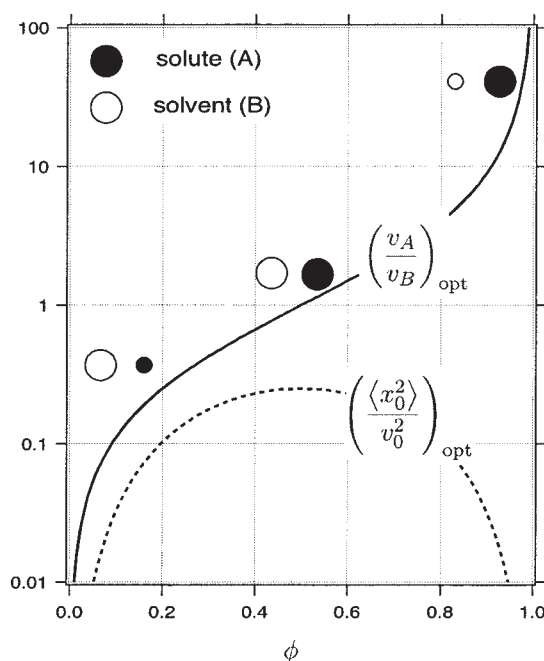 100
solute (A)
solvent (B)
10
(v_A / v_B)_opt
1
(⟨x_0^2⟩ / v_0^2)_opt
0.1
0.01
0.0 0.2 0.4 0.6 0.8 1.0
ϕ